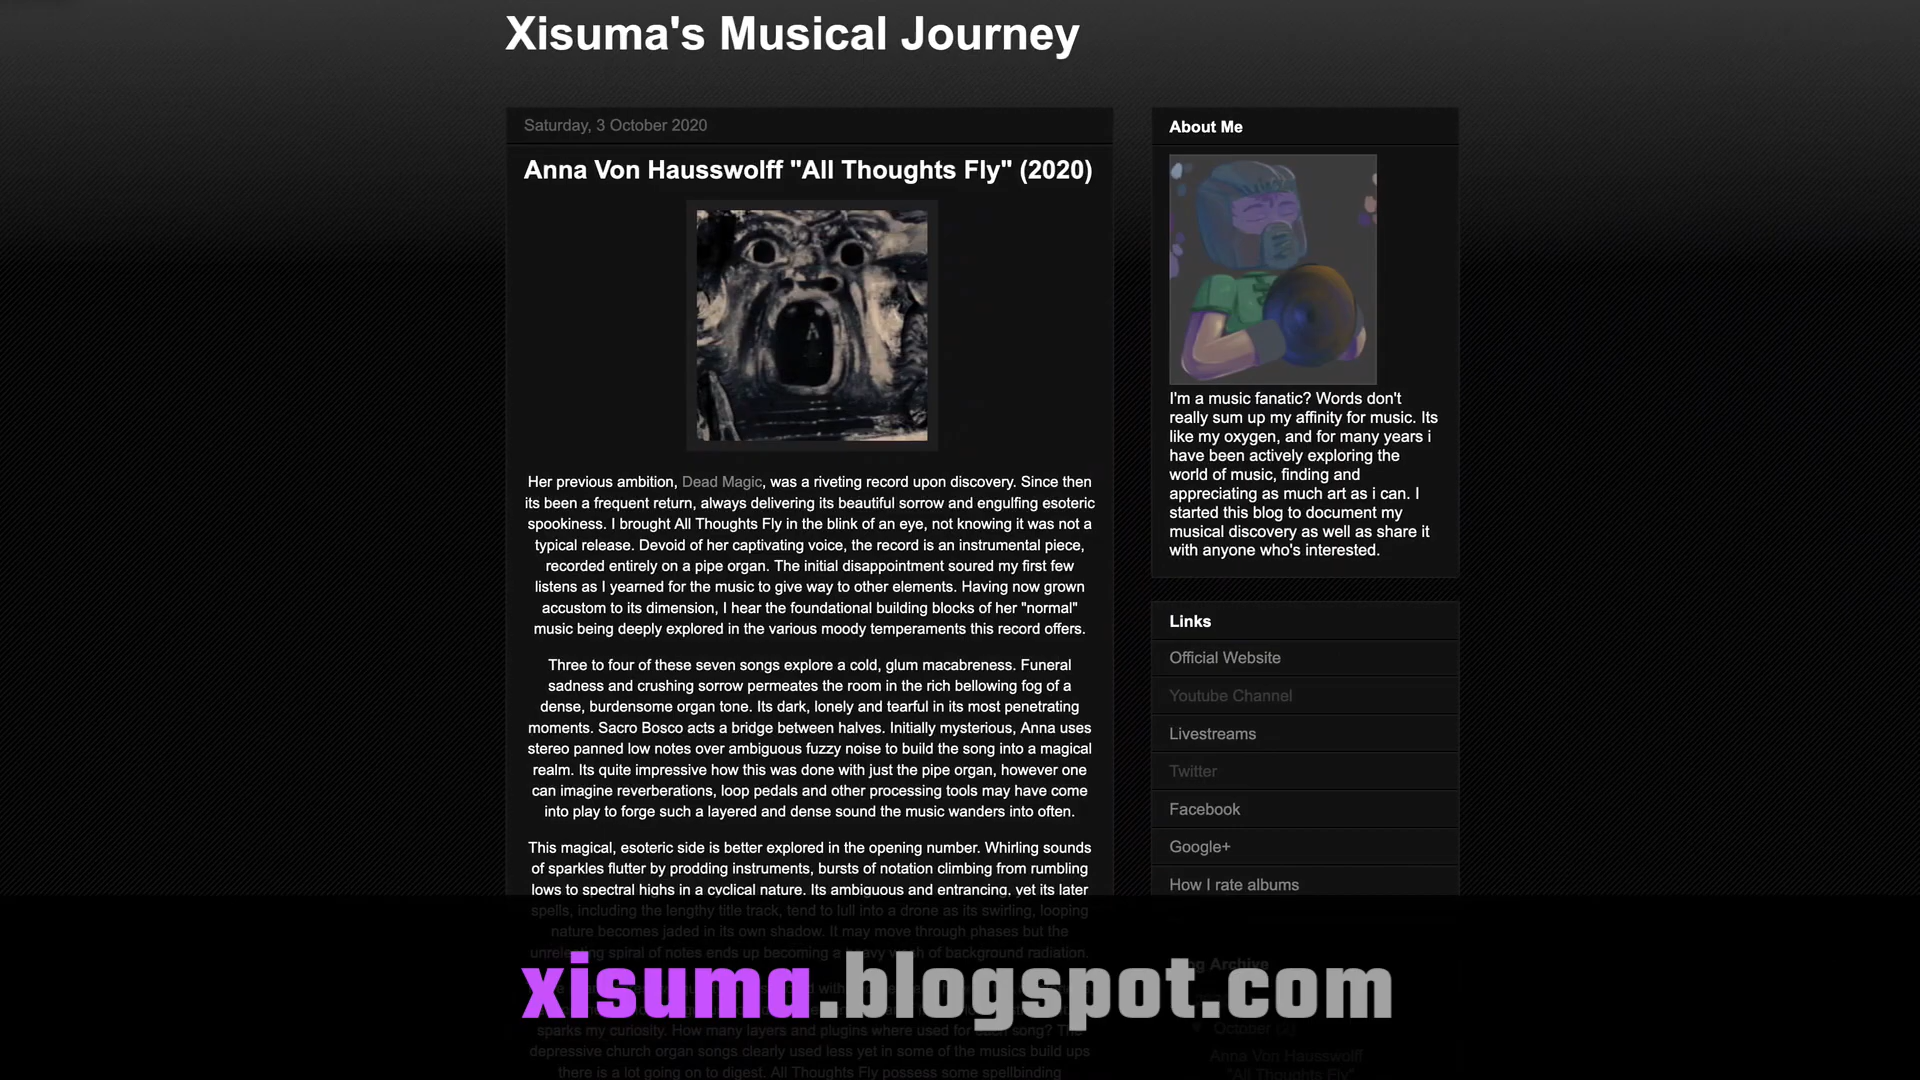 Xisuma's Musical Journey
Saturday, 3 October 2020
Anna Von Hausswolff "All Thoughts Fly" (2020)
Her previous ambition, Dead Magic, was a riveting record upon discovery. Since then
its been a frequent return, always delivering its beautiful sorrow and engulfing esoteric
spookiness. I brought All Thoughts Fly in the blink of an eye, not knowing it was not a
typical release. Devoid of her captivating voice, the record is an instrumental piece,
recorded entirely on a pipe organ. The initial disappointment soured my first few
listens as I yearned for the music to give way to other elements. Having now grown
accustom to its dimension, I hear the foundational building blocks of her "normal"
music being deeply explored in the various moody temperaments this record offers.
Three to four of these seven songs explore a cold, glum macabreness. Funeral
sadness and crushing sorrow permeates the room in the rich bellowing fog of a
dense, burdensome organ tone. Its dark, lonely and tearful in its most penetrating
moments. Sacro Bosco acts a bridge between halves. Initially mysterious, Anna uses
stereo panned low notes over ambiguous fuzzy noise to build the song into a magical
realm. Its quite impressive how this was done with just the pipe organ, however one
can imagine reverberations, loop pedals and other processing tools may have come
into play to forge such a layered and dense sound the music wanders into often.
This magical, esoteric side is better explored in the opening number. Whirling sounds
of sparkles flutter by prodding instruments, bursts of notation climbing from rumbling
lows to spectral highs in a cyclical nature. Its ambiguous and entrancing, yet its later
spells, including the lengthy title track, tend to lull into a drone as its swirling, looping
nature becomes jaded in its own shadow. It may move through phases but the
spiral of notes ends up becoming a of background radiation.
sparks my curiosity. How many layers and plugins where used for each song?
depressive church organ songs clearly used less yet in some of the musics build ups
there is a lot going on to digest. All Thoughts Fly possess some spellbinding
About Me
I'm a music fanatic? Words don't
really sum up my affinity for music. Its
like my oxygen, and for many years i
have been actively exploring the
world of music, finding and
appreciating as much art as i can. I
started this blog to document my
musical discovery as well as share it
with anyone who's interested.
Links
Official Website
Youtube Channel
Livestreams
Twitter
Facebook
Google+
How I rate albums
Archive
October (2)
Anna Von Hausswolff
"All Thoughts Fly"
xisuma.blogspot.com